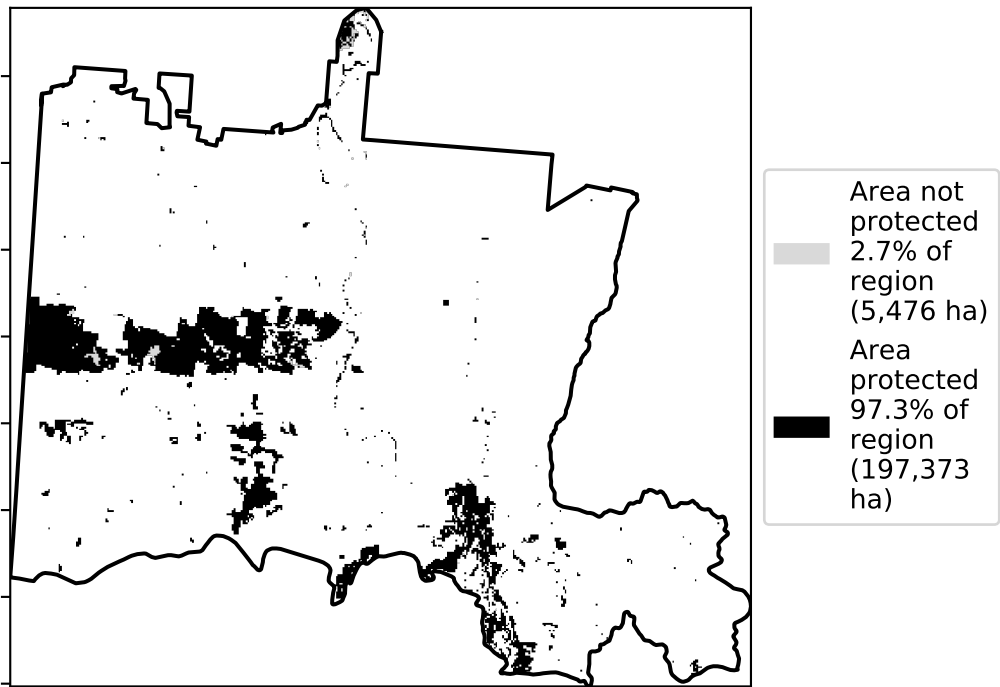 Area not
protected
2.7% of
region
(5,476 ha)
Area
protected
97.3% of
region
(197,373
ha)